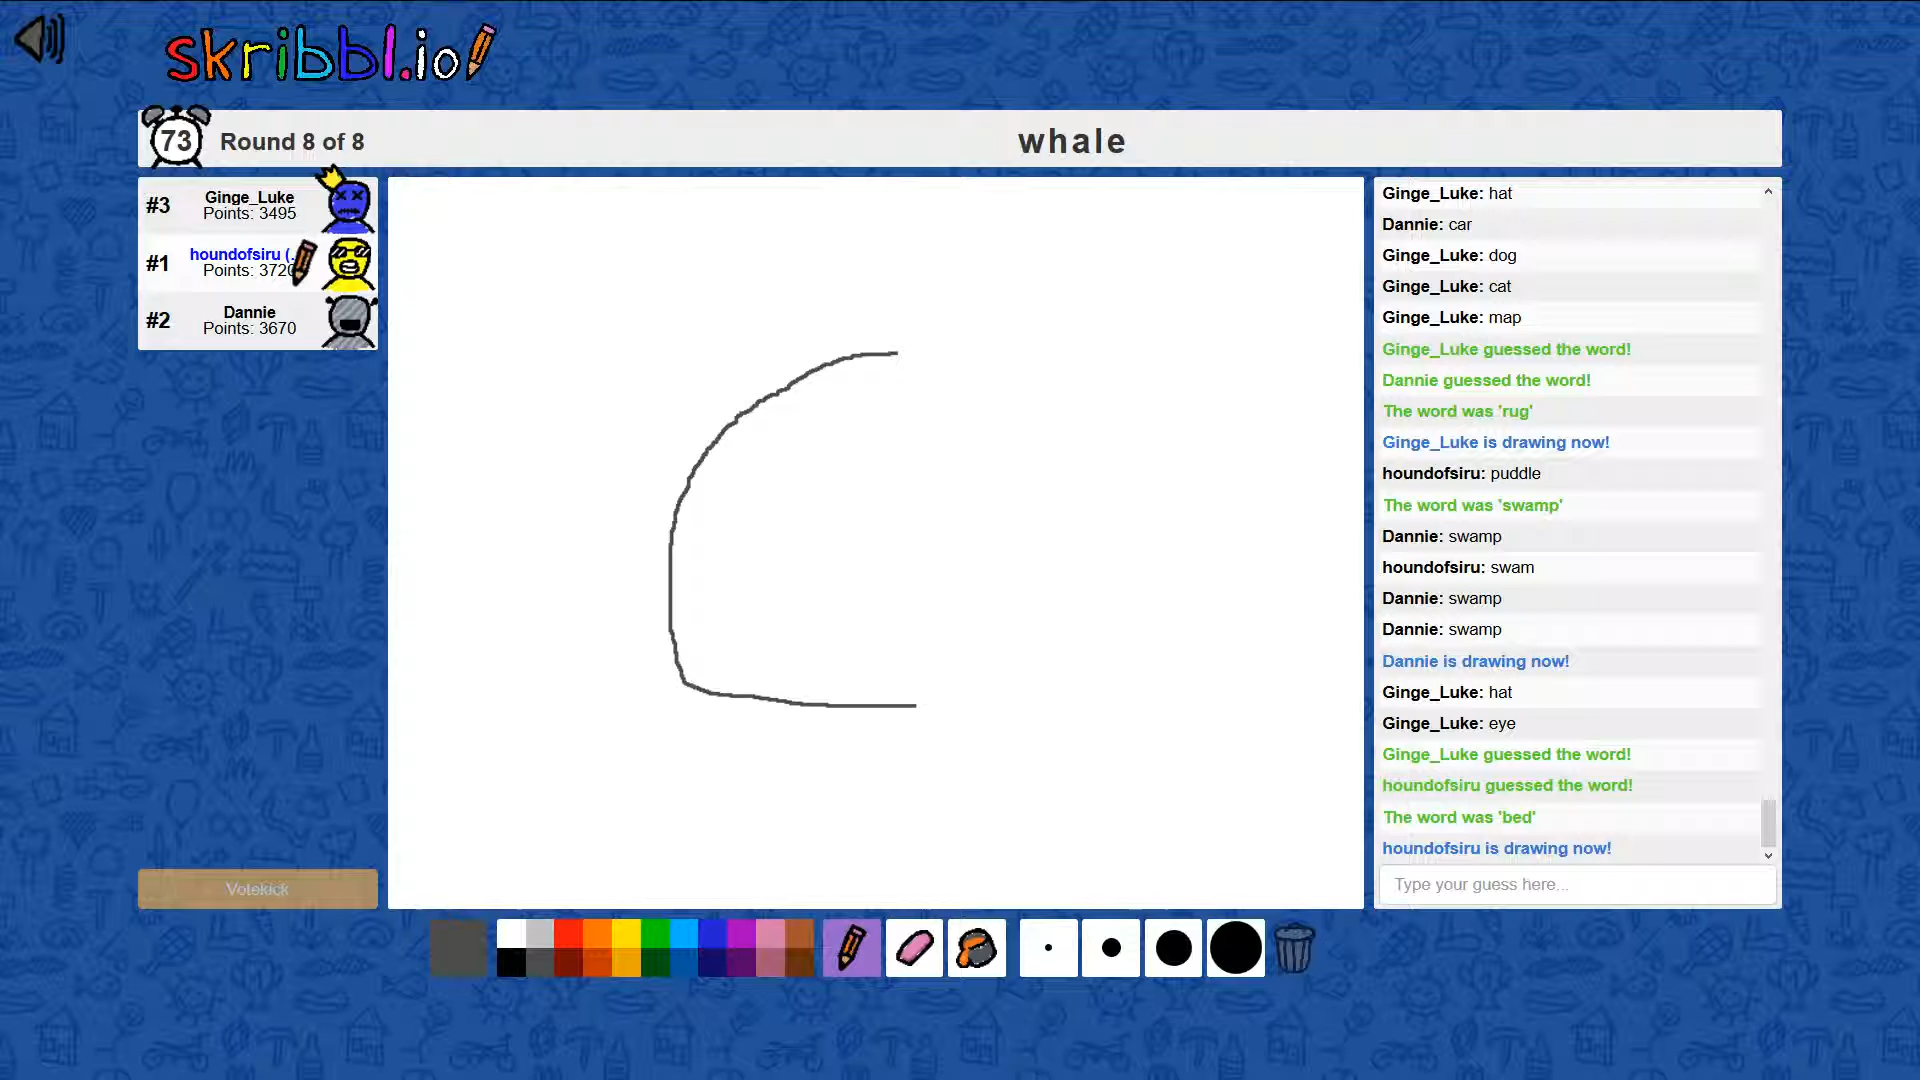 skribbl.io
73
Round 8 of 8
whale
#3
Ginge_Luke
Points: 3495
#1
houndofsiru (.
Points: 3720
#2
Dannie
Points: 3670
Votekick
Ginge_Luke: hat
Dannie: car
Ginge_Luke: dog
Ginge_Luke: cat
Ginge_Luke: map
Ginge_Luke guessed the word!
Dannie guessed the word!
The word was 'rug'
Ginge_Luke is drawing now!
houndofsiru: puddle
The word was 'swamp'
Dannie: swamp
houndofsiru: swam
Dannie: swamp
Dannie: swamp
Dannie is drawing now!
Ginge_Luke: hat
Ginge_Luke: eye
Ginge_Luke guessed the word!
houndofsiru guessed the word!
The word was 'bed'
houndofsiru is drawing now!
Type your guess here...